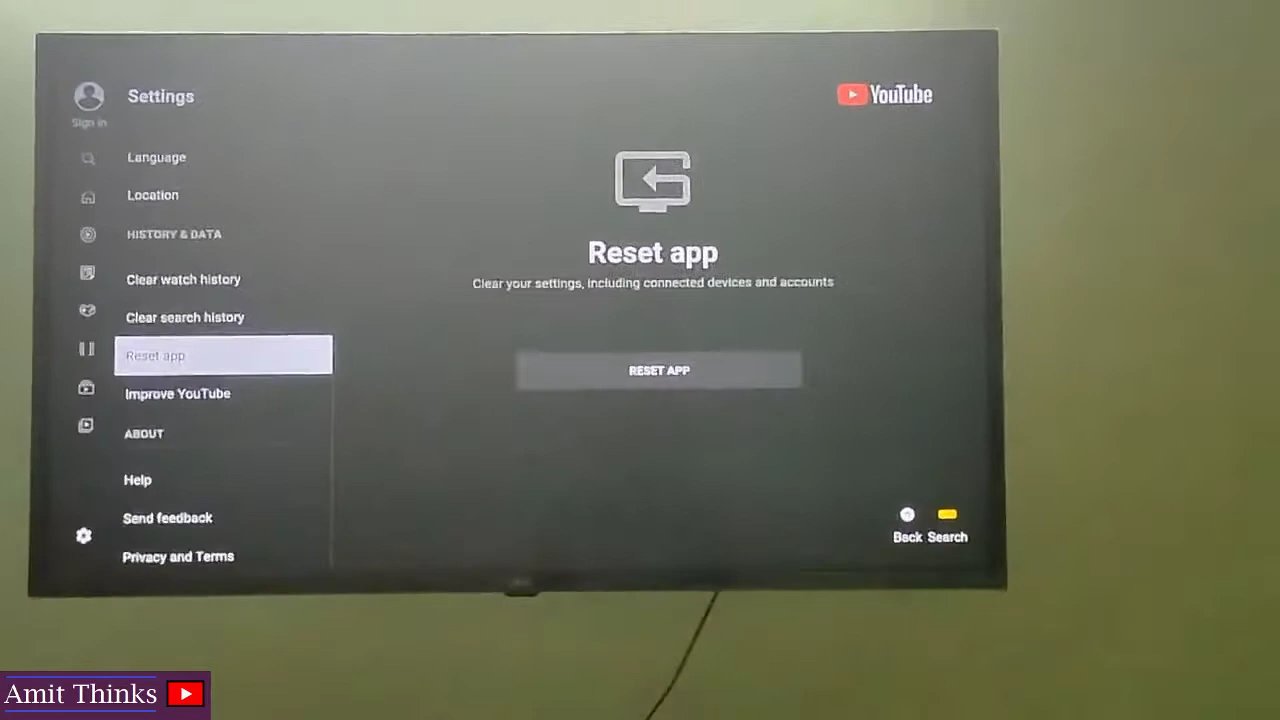 Settings
YouTube
Sign in
Language
Location
HISTORY & DATA
Clear watch history
Clear search history
Reset app
Improve YouTube
ABOUT
Help
Send feedback
Privacy and Terms
Reset app
Clear your settings, including connected devices and accounts
RESET APP
Back Search
Amit Thinks